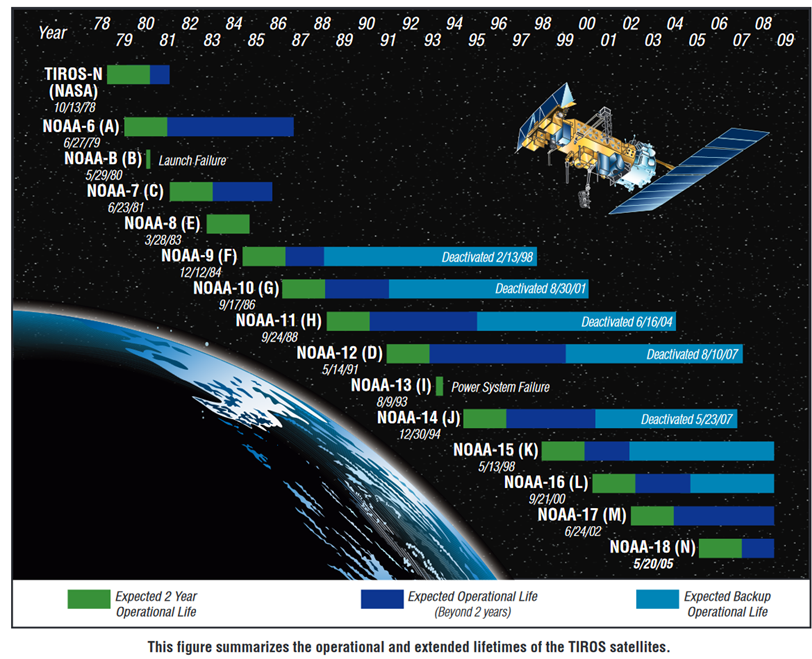 Year
78 80 82 84 86 88 90 92 94 96 98 00 02 04 06 08
79 81 83 85 87 89 91 93 95 97 99 01 03 05 07 09
TIROS-N
(NASA)
10/13/78
NOAA-6 (A)
6/27/79
NOAA-B (B)
Launch Failure
5/29/80
NOAA-7 (C)
6/23/81
NOAA-8 (E)
3/28/83
NOAA-9 (F)
Deactivated 2/13/98
12/12/84
NOAA-10 (G)
Deactivated 8/30/01
9/17/86
NOAA-11 (H)
Deactivated 6/16/04
9/24/88
NOAA-12 (D)
Deactivated 8/10/07
5/14/91
NOAA-13 (I)
Power System Failure
8/9/93
NOAA-14 (J)
Deactivated 5/23/07
12/30/94
NOAA-15 (K)
5/13/98
NOAA-16 (L)
9/21/00
NOAA-17 (M)
6/24/02
NOAA-18 (N)
5/20/05
Expected 2 Year
Operational Life
Expected Operational Life
(Beyond 2 years)
Expected Backup
Operational Life
This figure summarizes the operational and extended lifetimes of the TIROS satellites.